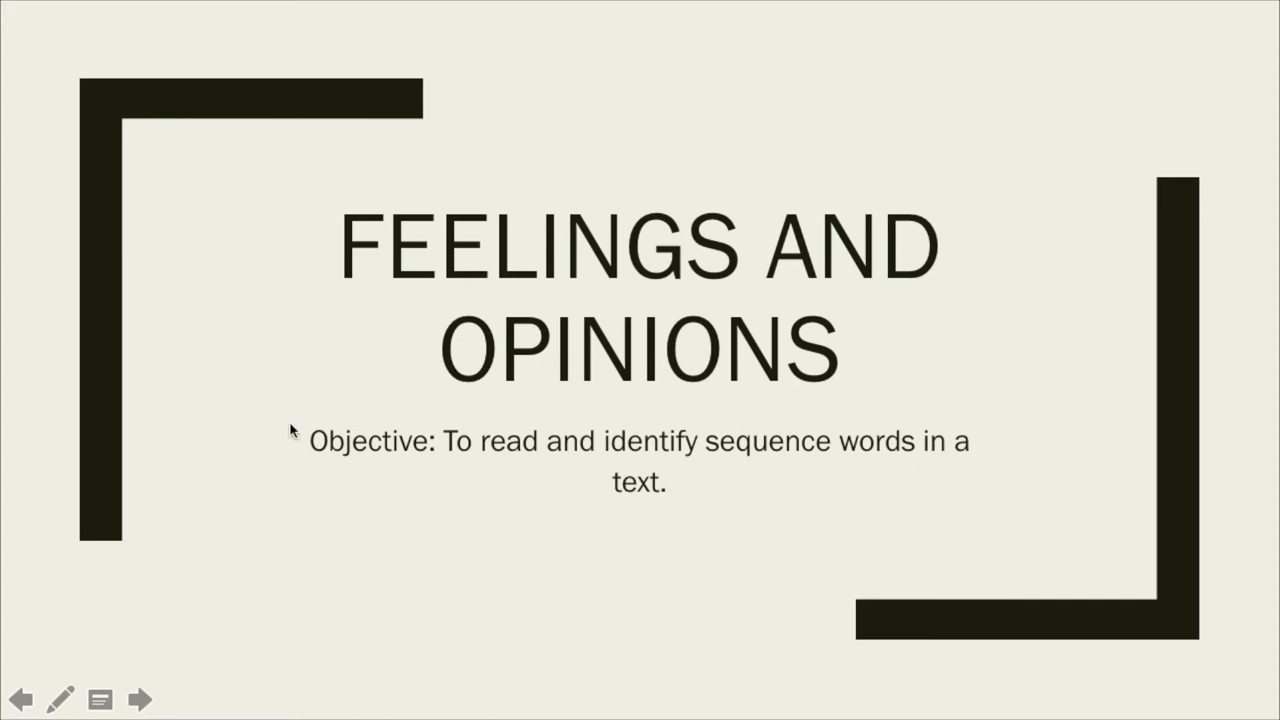 FEELINGS AND
OPINIONS
Objective: To read and identify sequence words in a
text.